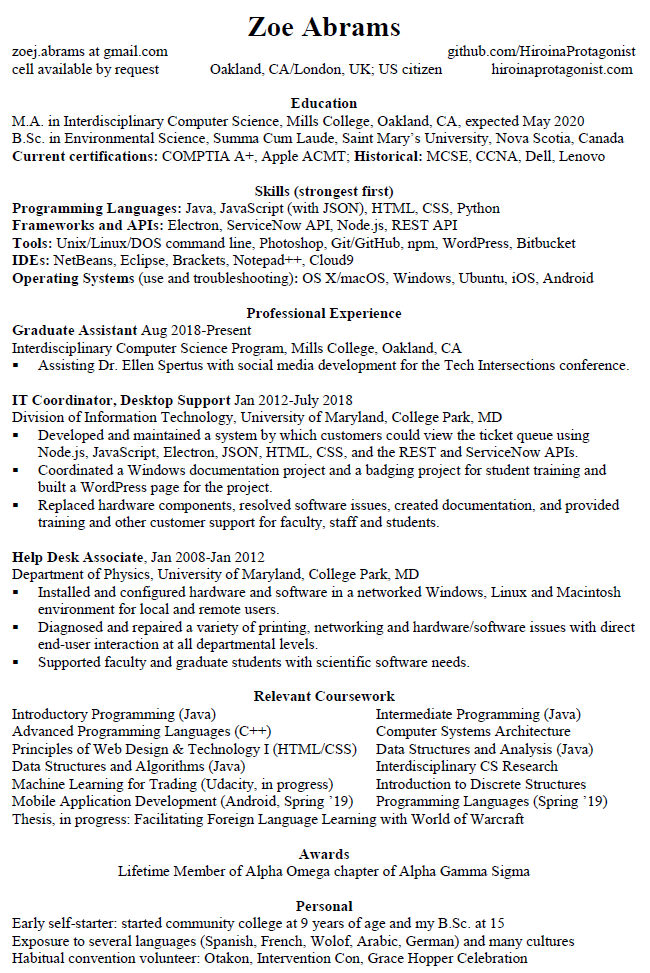 Zoe Abrams
zoej.abrams at gmail.com github.com/HiroinaProtagonist
cell available by request Oakland, CA/London, UK; US citizen hiroinaprotagonist.com
Education
M.A. in Interdisciplinary Computer Science, Mills College, Oakland, CA, expected May 2020
B.Sc. in Environmental Science, Summa Cum Laude, Saint Mary's University, Nova Scotia, Canada
Current certifications: COMPTIA A+, Apple ACMT; Historical: MCSE, CCNA, Dell, Lenovo
Skills (strongest first)
Programming Languages: Java, JavaScript (with JSON), HTML, CSS, Python
Frameworks and APIs: Electron, ServiceNow API, Node.js, REST API
Tools: Unix/Linux/DOS command line, Photoshop, Git/GitHub, npm, WordPress, Bitbucket
IDEs: NetBeans, Eclipse, Brackets, Notepad++, Cloud9
Operating Systems (use and troubleshooting): OS X/macOS, Windows, Ubuntu, iOS, Android
Professional Experience
Graduate Assistant Aug 2018-Present
Interdisciplinary Computer Science Program, Mills College, Oakland, CA
▪ Assisting Dr. Ellen Spertus with social media development for the Tech Intersections conference.
IT Coordinator, Desktop Support Jan 2012-July 2018
Division of Information Technology, University of Maryland, College Park, MD
▪ Developed and maintained a system by which customers could view the ticket queue using
Node.js, JavaScript, Electron, JSON, HTML, CSS, and the REST and ServiceNow APIs.
▪ Coordinated a Windows documentation project and a badging project for student training and
built a WordPress page for the project.
▪ Replaced hardware components, resolved software issues, created documentation, and provided
training and other customer support for faculty, staff and students.
Help Desk Associate, Jan 2008-Jan 2012
Department of Physics, University of Maryland, College Park, MD
▪ Installed and configured hardware and software in a networked Windows, Linux and Macintosh
environment for local and remote users.
▪ Diagnosed and repaired a variety of printing, networking and hardware/software issues with direct
end-user interaction at all departmental levels.
▪ Supported faculty and graduate students with scientific software needs.
Relevant Coursework
Introductory Programming (Java) Intermediate Programming (Java)
Advanced Programming Languages (C++) Computer Systems Architecture
Principles of Web Design & Technology I (HTML/CSS) Data Structures and Analysis (Java)
Data Structures and Algorithms (Java) Interdisciplinary CS Research
Machine Learning for Trading (Udacity, in progress) Introduction to Discrete Structures
Mobile Application Development (Android, Spring '19) Programming Languages (Spring '19)
Thesis, in progress: Facilitating Foreign Language Learning with World of Warcraft
Awards
Lifetime Member of Alpha Omega chapter of Alpha Gamma Sigma
Personal
Early self-starter: started community college at 9 years of age and my B.Sc. at 15
Exposure to several languages (Spanish, French, Wolof, Arabic, German) and many cultures
Habitual convention volunteer: Otakon, Intervention Con, Grace Hopper Celebration